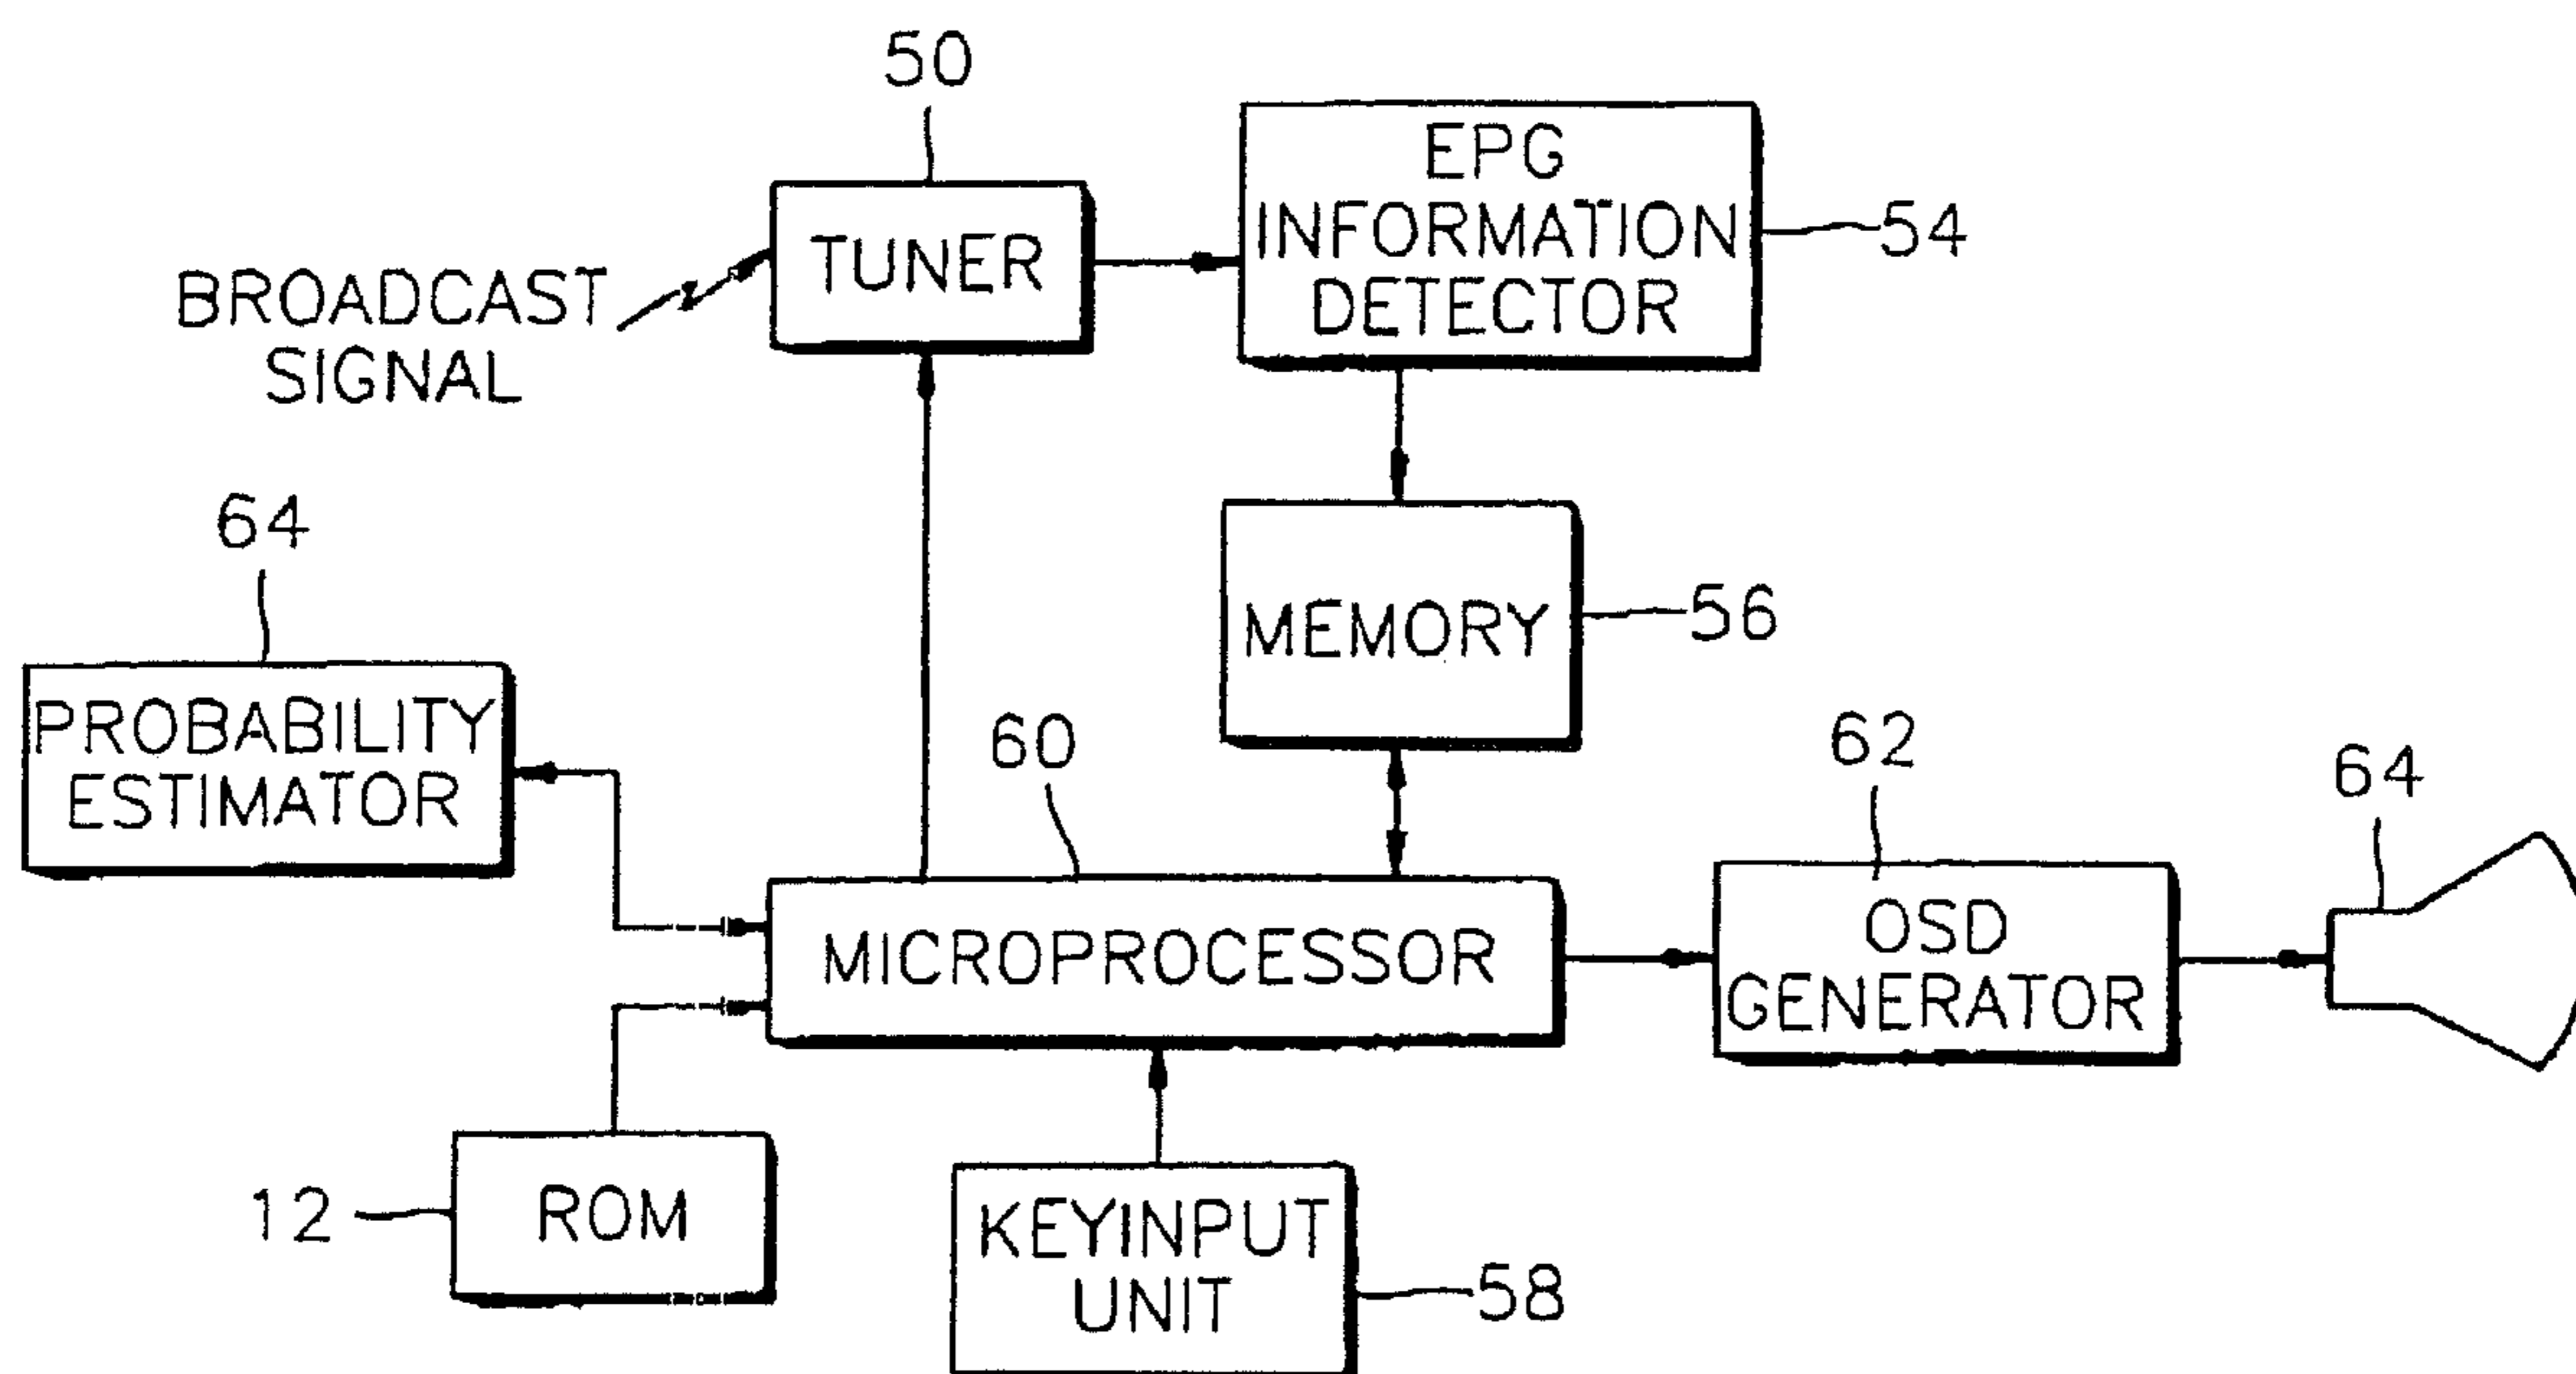 50
EPG
INFORMATION
DETECTOR
54
TUNER
BROADCAST
SIGNAL
64
MEMORY
56
PROBABILITY
ESTIMATOR
60
62
64
MICROPROCESSOR
OSD
GENERATOR
12
ROM
KEYINPUT
UNIT
58